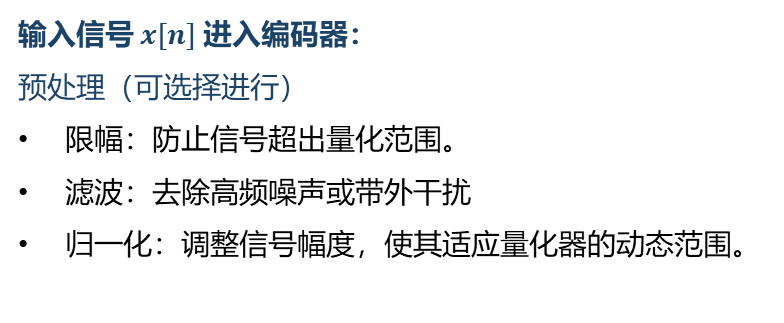 输入信号 x[n] 进入编码器：
预处理（可选择进行）
• 限幅：防止信号超出量化范围。
• 滤波：去除高频噪声或带外干扰
• 归一化：调整信号幅度，使其适应量化器的动态范围。